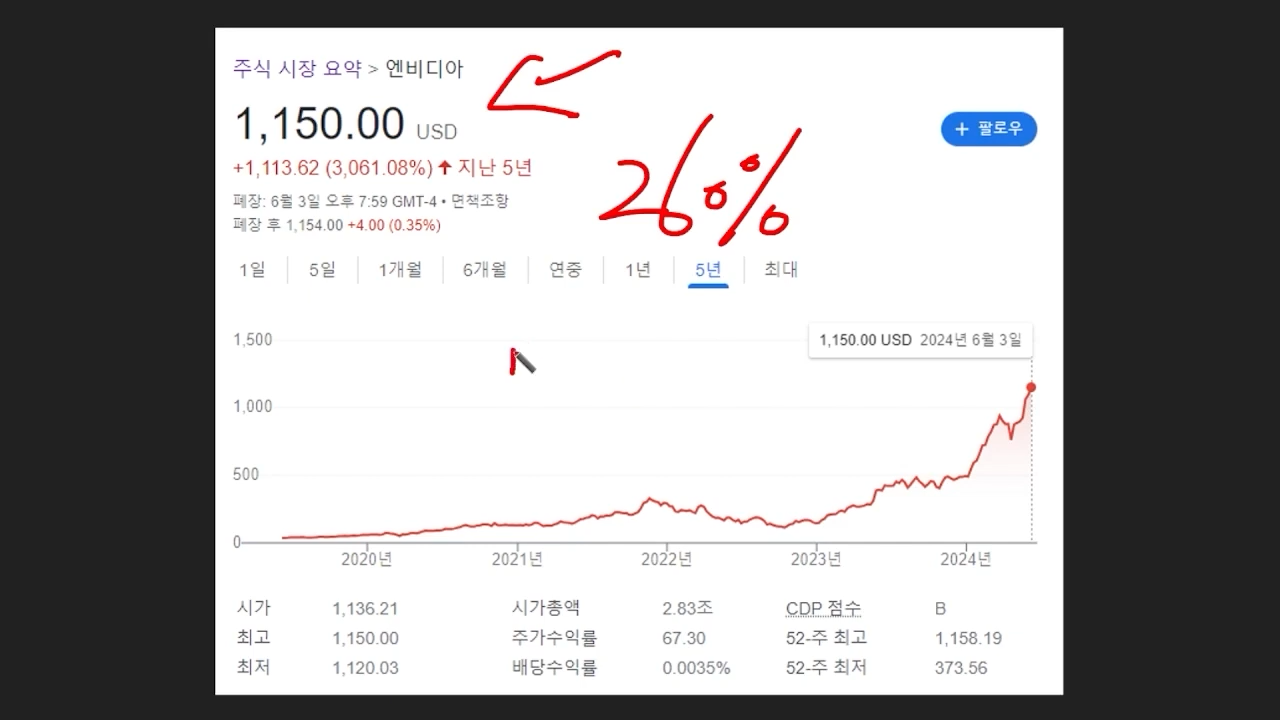 주식 시장 요약 > 엔비디아
1,150.00 USD
+ 팔로우
+1,113.62 (3,061.08%) ↑ 지난 5년
260%
폐장: 6월 3일 오후 7:59 GMT-4 • 면책조항
폐장 후 1,154.00 +4.00 (0.35%)
1일 5일 1개월 6개월 연중 1년 5년 최대
1,150.00 USD 2024년 6월 3일
1,500
1,000
500
0
2020년 2021년 2022년 2023년 2024년
시가 1,136.21 시가총액 2.83조 CDP 점수 B
최고 1,150.00 주가수익률 67.30 52-주 최고 1,158.19
최저 1,120.03 배당수익률 0.0035% 52-주 최저 373.56